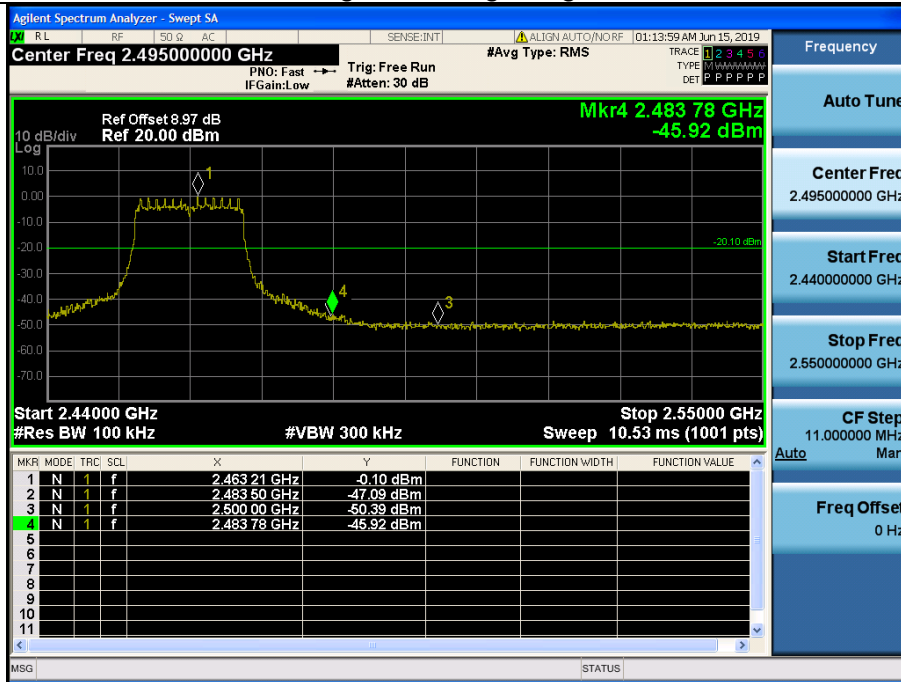 Agilent Spectrum Analyzer - Swept SA
LXI RL RF 50 Ω AC SENSE:INT ALIGN AUTO/NO RF 01:13:59 AM Jun 15, 2019
Center Freq 2.495000000 GHz #Avg Type: RMS TRACE 1 2 3 4 5 6
PNO: Fast Trig: Free Run TYPE MWWWWW
IFGain:Low #Atten: 30 dB DET P P P P P P
Frequency
Auto Tune
Center Freq
2.495000000 GHz
Start Freq
2.440000000 GHz
Stop Freq
2.550000000 GHz
CF Step
11.000000 MHz
Auto Man
Freq Offset
0 Hz
Mkr4 2.483 78 GHz
-45.92 dBm
Ref Offset 8.97 dB
10 dB/div Ref 20.00 dBm
Log
10.0
0.00
-10.0
-20.0
-30.0
-40.0
-50.0
-60.0
-70.0
1
4
3
-20.10 dBm
Start 2.44000 GHz Stop 2.55000 GHz
#Res BW 100 kHz #VBW 300 kHz Sweep 10.53 ms (1001 pts)
MKR MODE TRC SCL X Y FUNCTION FUNCTION WIDTH FUNCTION VALUE
1 N 1 f 2.463 21 GHz -0.10 dBm
2 N 1 f 2.483 50 GHz -47.09 dBm
3 N 1 f 2.500 00 GHz -50.39 dBm
4 N 1 f 2.483 78 GHz -45.92 dBm
5
6
7
8
9
10
11
MSG STATUS